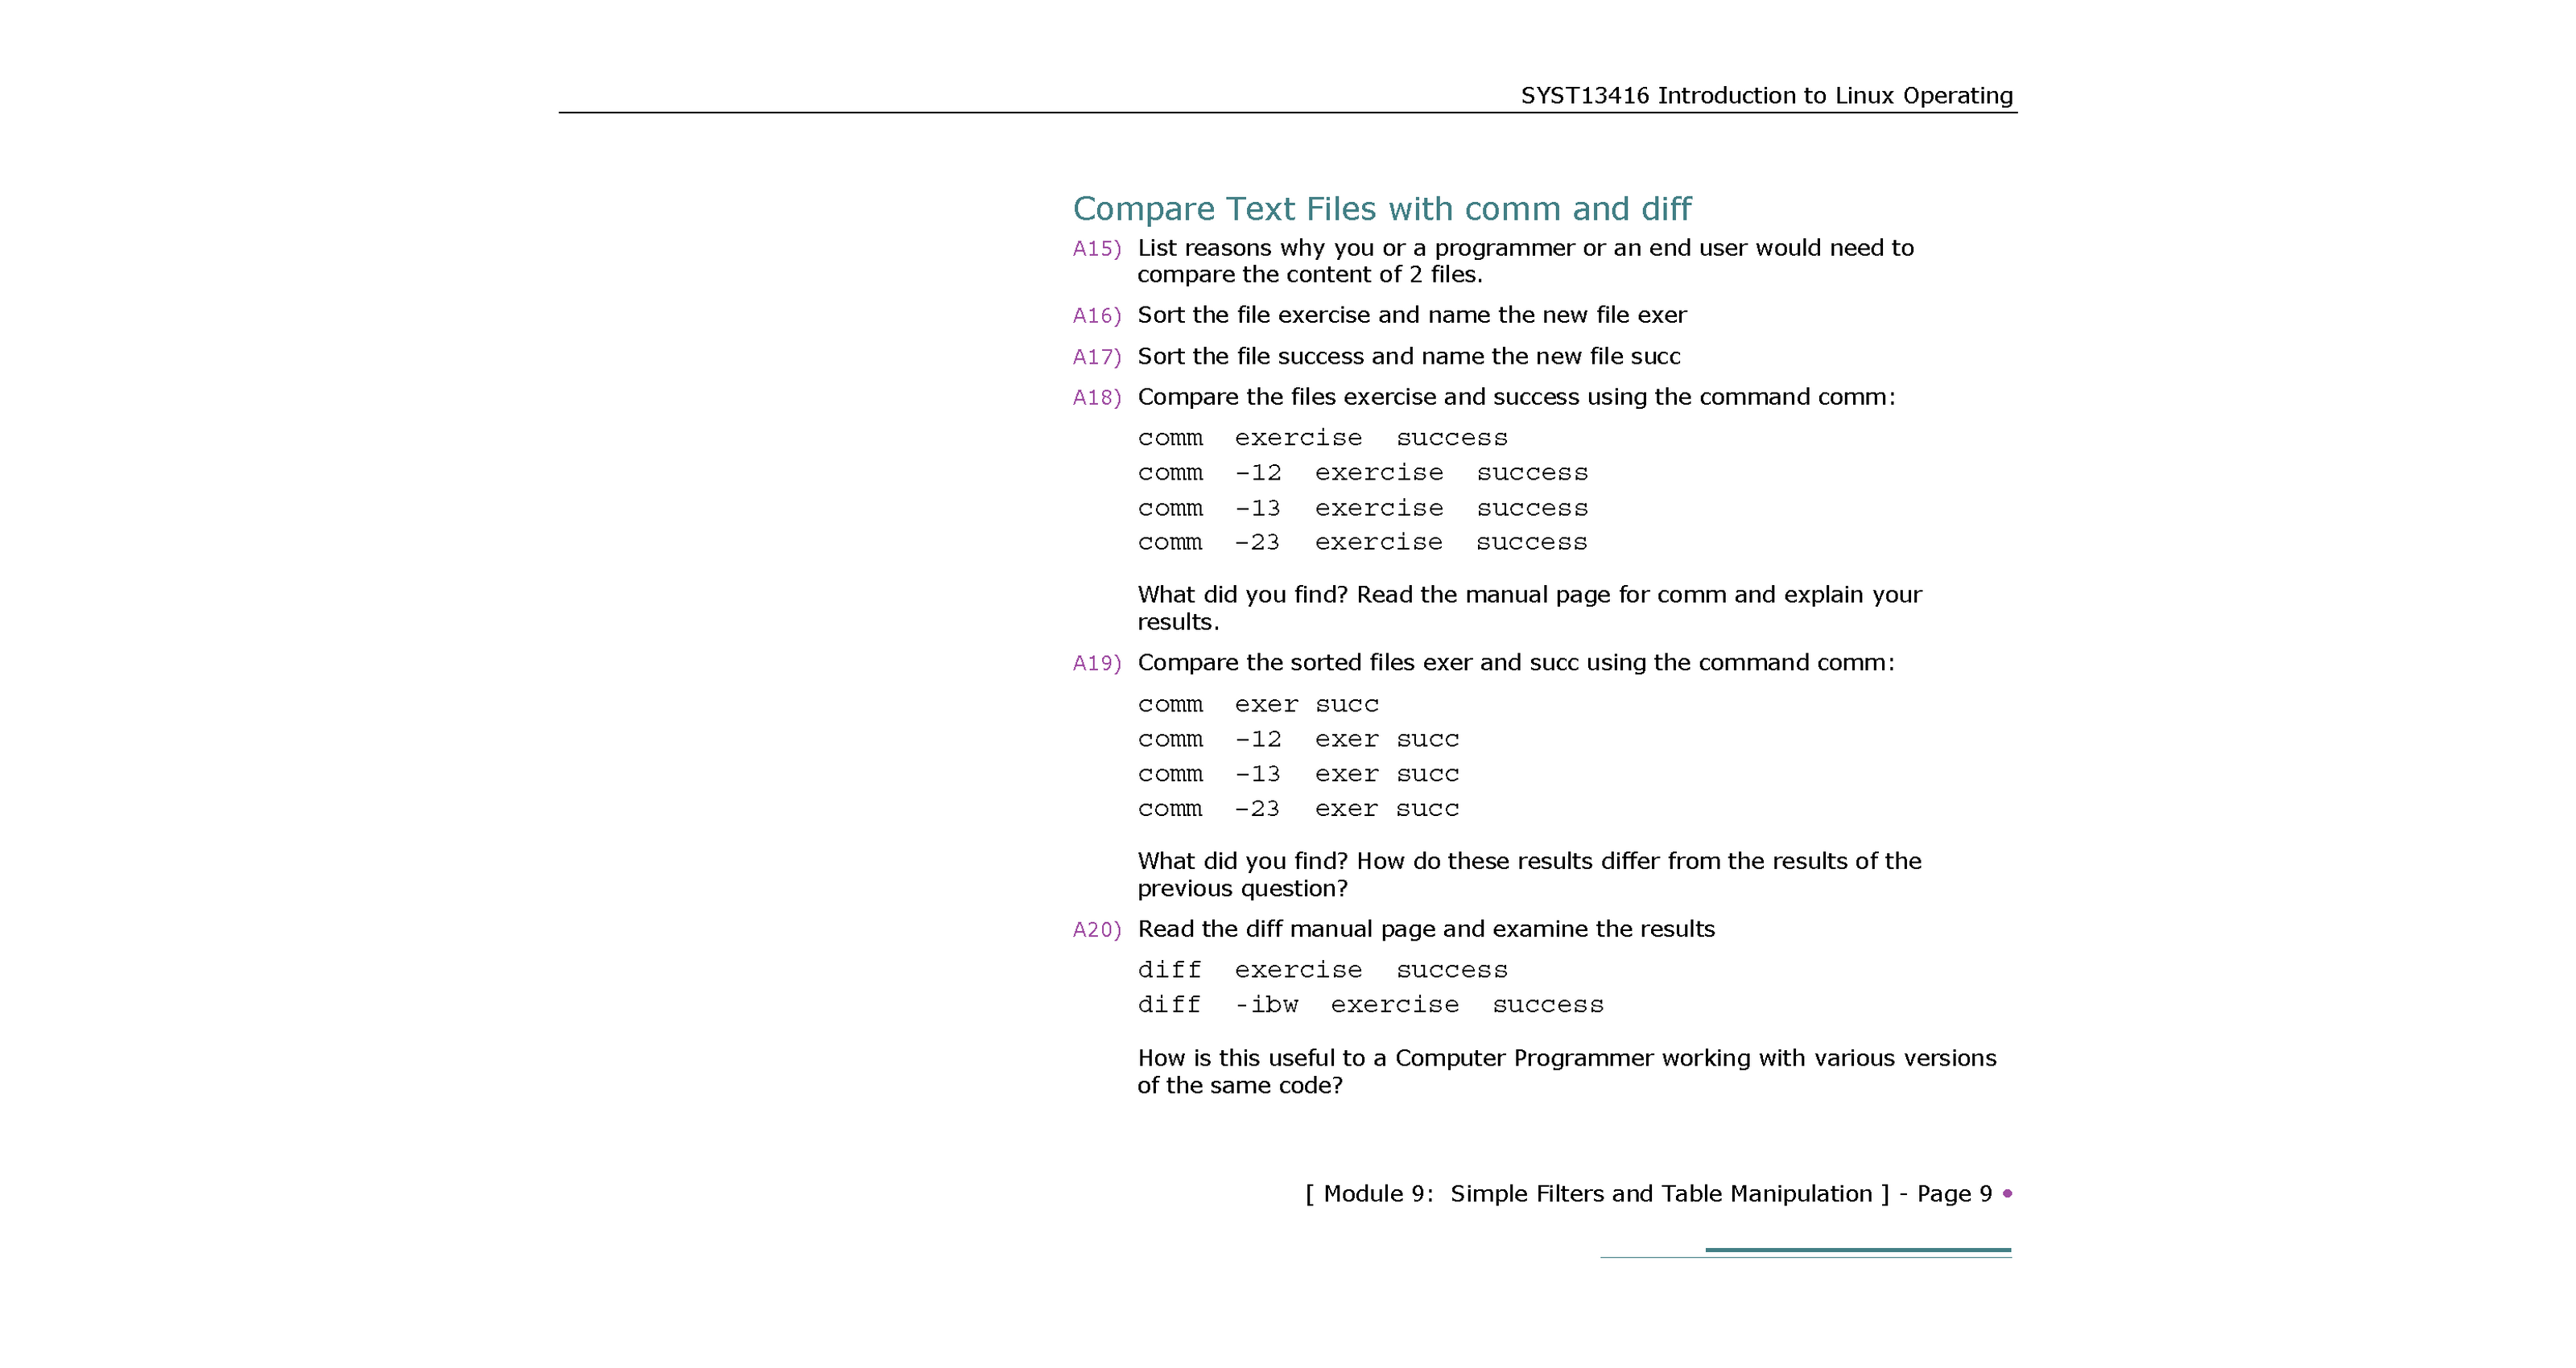 SYST13416 Introduction to Linux Operating
Compare Text Files with comm and diff
A15) List reasons why you or a programmer or an end user would need to
compare the content of 2 files.
A16) Sort the file exercise and name the new file exer
A17) Sort the file success and name the new file succ
A18) Compare the files exercise and success using the command comm:
comm  exercise  success
comm  –12  exercise  success
comm  –13  exercise  success
comm  –23  exercise  success
What did you find? Read the manual page for comm and explain your
results.
A19) Compare the sorted files exer and succ using the command comm:
comm  exer succ
comm  –12  exer succ
comm  –13  exer succ
comm  –23  exer succ
What did you find? How do these results differ from the results of the
previous question?
A20) Read the diff manual page and examine the results
diff  exercise  success
diff  -ibw  exercise  success
How is this useful to a Computer Programmer working with various versions
of the same code?
[ Module 9:  Simple Filters and Table Manipulation ] - Page 9 •